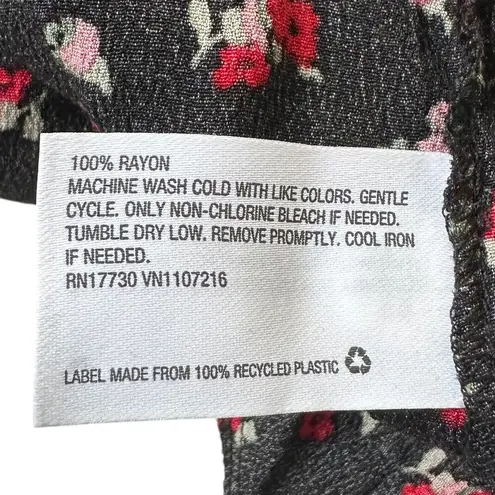 100% RAYON
MACHINE WASH COLD WITH LIKE COLORS. GENTLE
CYCLE. ONLY NON-CHLORINE BLEACH IF NEEDED.
TUMBLE DRY LOW. REMOVE PROMPTLY. COOL IRON
IF NEEDED.
RN17730 VN1107216
LABEL MADE FROM 100% RECYCLED PLASTIC